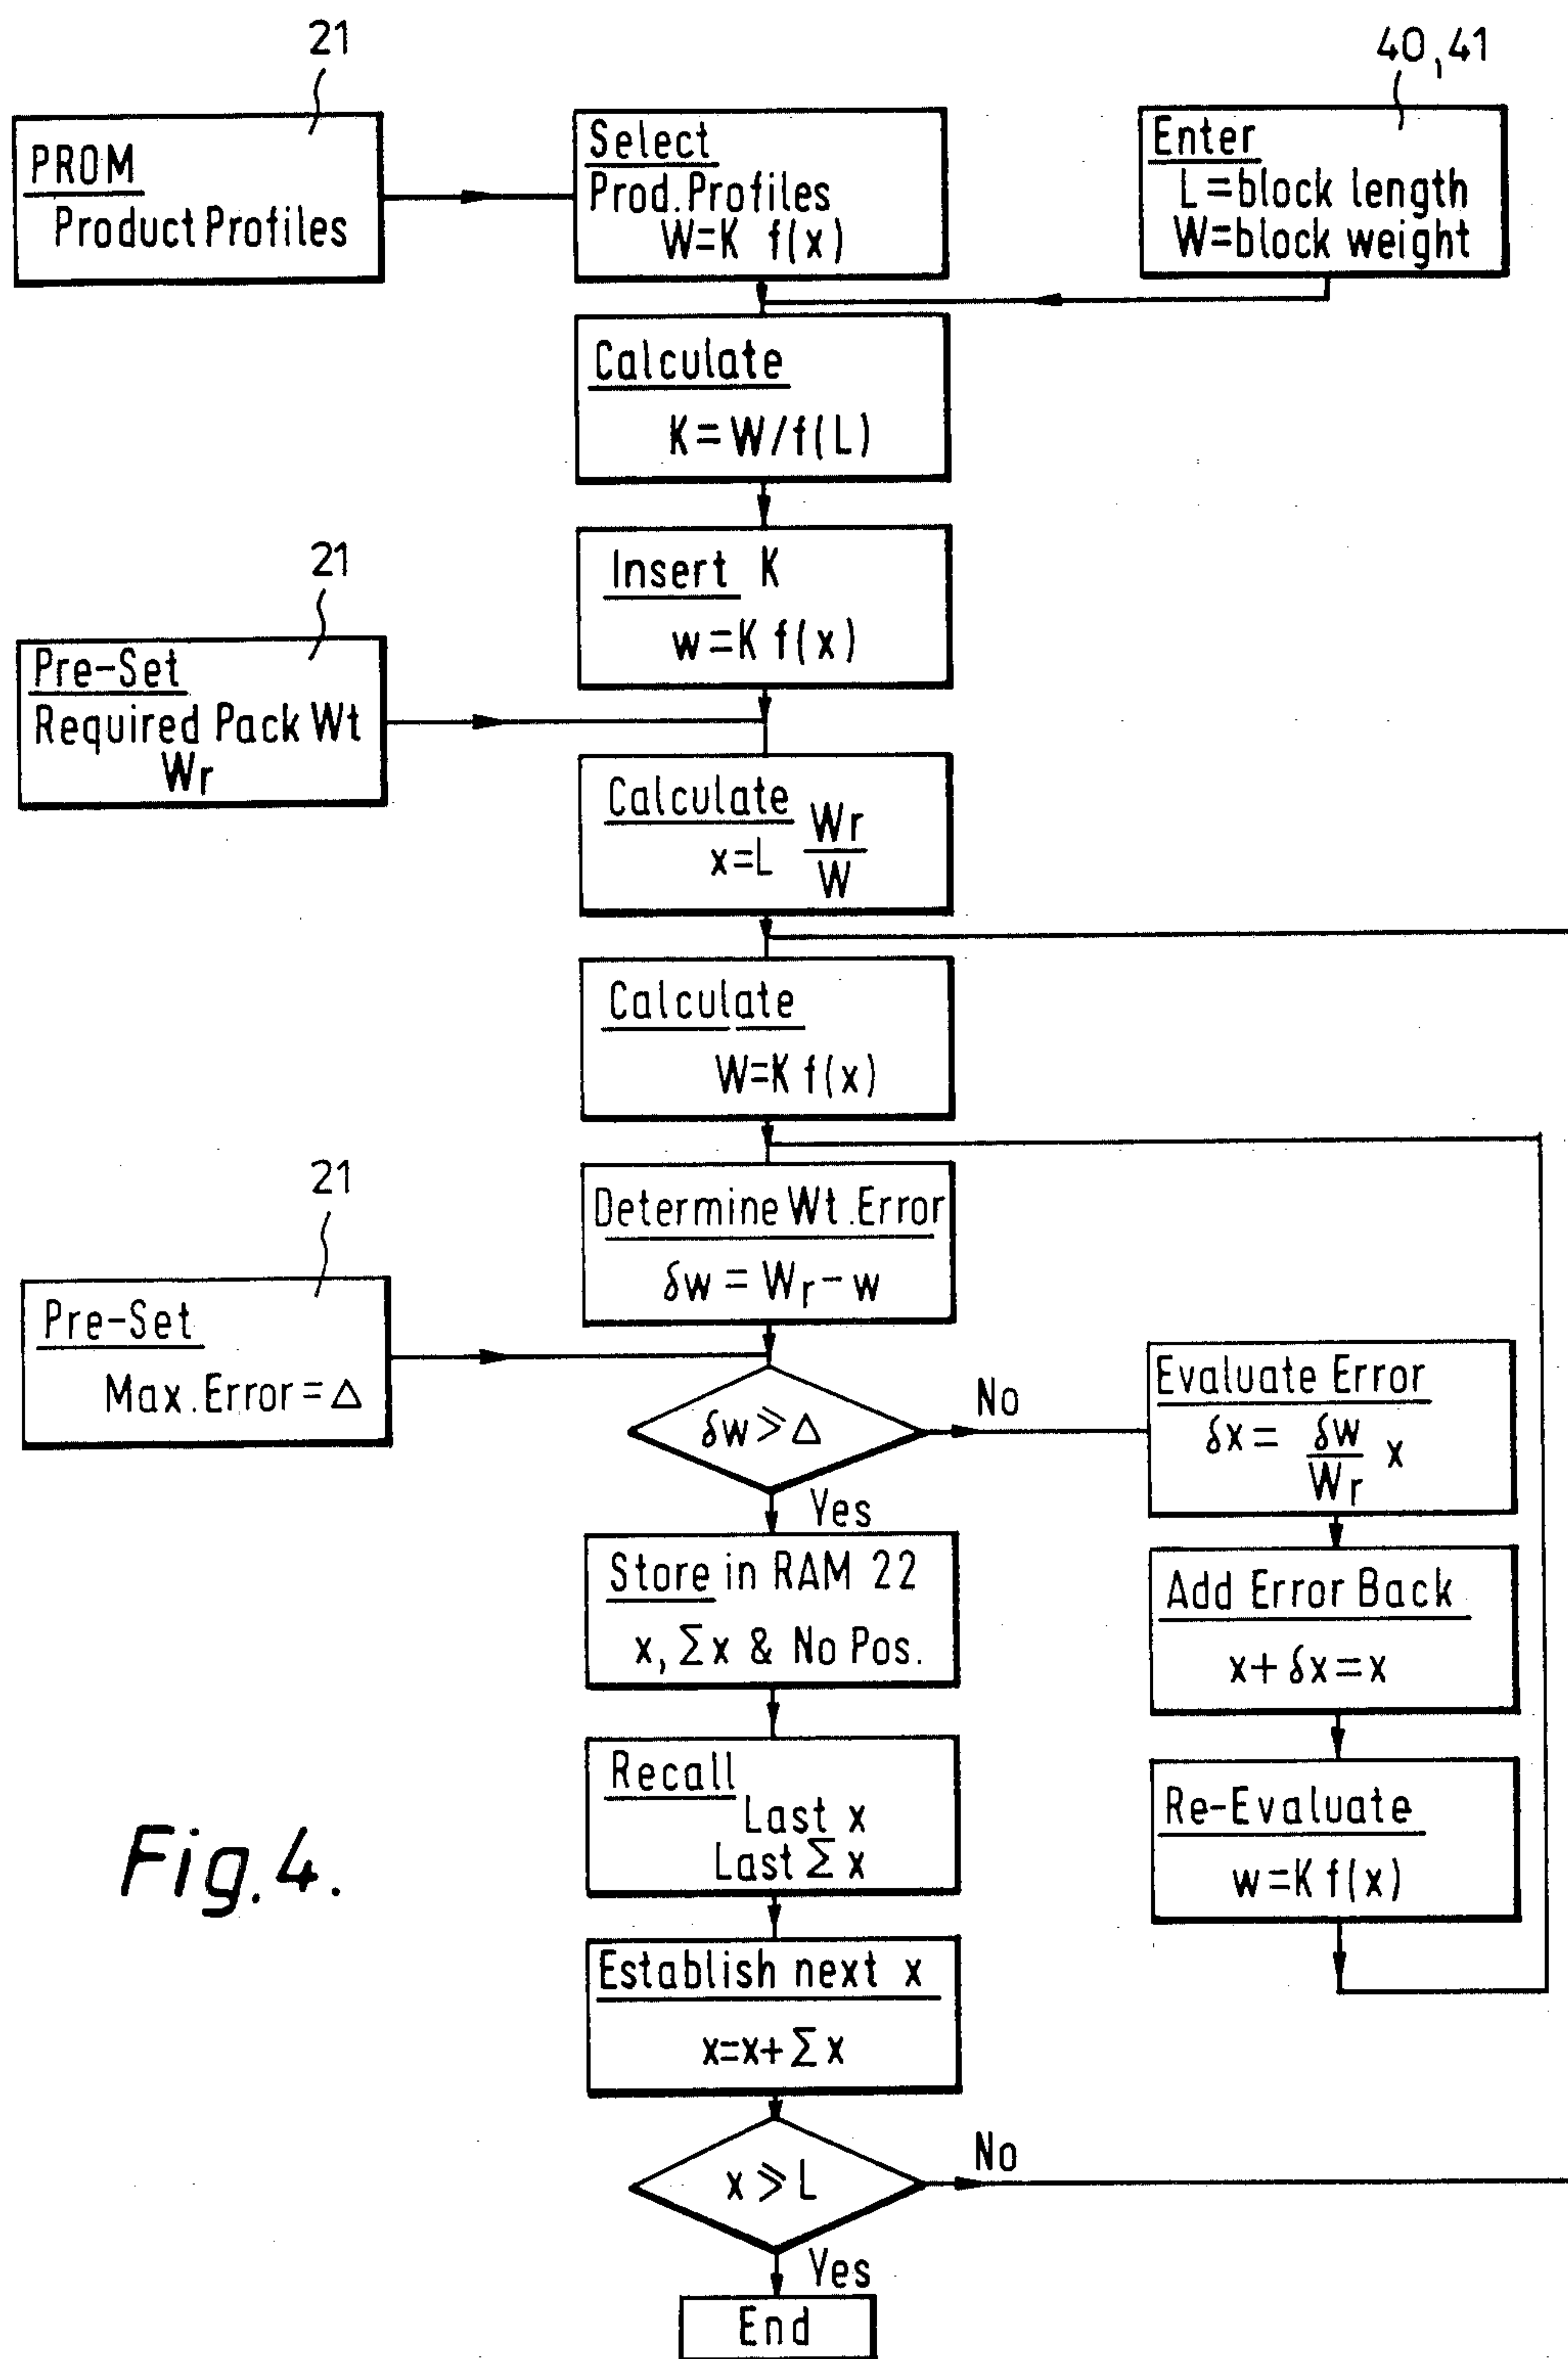 21
40,41
PROM
Product Profiles
Select
Prod.Profiles
W=K f(x)
Enter
L=block length
W=block weight
Calculate
K=W/f(L)
Insert K
w=K f(x)
21
Pre-Set
Required Pack Wt
Wr
Calculate
x=L Wr/W
Calculate
W=K f(x)
Determine Wt.Error
δw = Wr-w
21
Pre-Set
Max.Error=Δ
δw ⩾ Δ
No
Yes
Evaluate Error
δx = δw/Wr x
Add Error Back
x+δx=x
Re-Evaluate
w=K f(x)
Store in RAM 22
x, Σx & No Pos.
Recall
Last x
Last Σx
Establish next x
x=x+Σx
x ⩾ L
No
Yes
End
Fig.4.